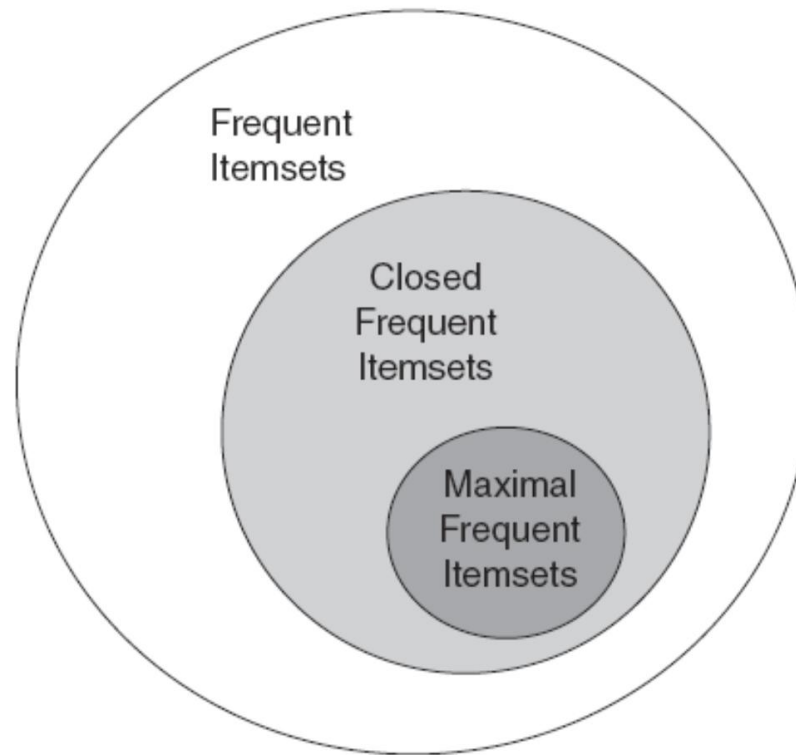 Frequent
Itemsets
Closed
Frequent
Itemsets
Maximal
Frequent
Itemsets